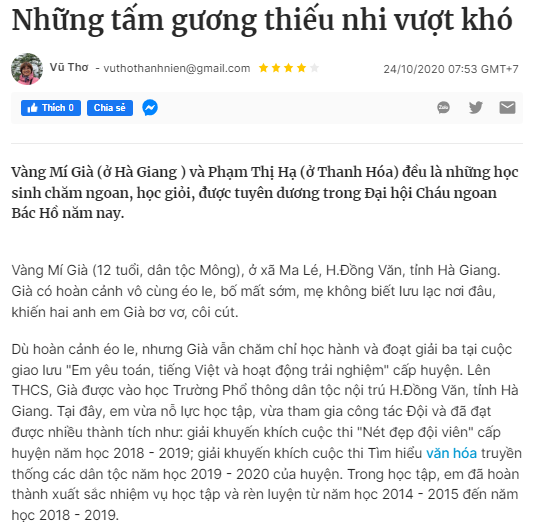 Những tấm gương thiếu nhi vượt khó
Vũ Thơ - vuthothanhnien@gmail.com
24/10/2020 07:53 GMT+7
Thích 0 Chia sẻ
Zalo
Vàng Mí Già (ở Hà Giang ) và Phạm Thị Hạ (ở Thanh Hóa) đều là những học
sinh chăm ngoan, học giỏi, được tuyên dương trong Đại hội Cháu ngoan
Bác Hồ năm nay.
Vàng Mí Già (12 tuổi, dân tộc Mông), ở xã Ma Lé, H.Đồng Văn, tỉnh Hà Giang.
Già có hoàn cảnh vô cùng éo le, bố mất sớm, mẹ không biết lưu lạc nơi đâu,
khiến hai anh em Già bơ vơ, côi cút.
Dù hoàn cảnh éo le, nhưng Già vẫn chăm chỉ học hành và đoạt giải ba tại cuộc
giao lưu "Em yêu toán, tiếng Việt và hoạt động trải nghiệm" cấp huyện. Lên
THCS, Già được vào học Trường Phổ thông dân tộc nội trú H.Đồng Văn, tỉnh Hà
Giang. Tại đây, em vừa nỗ lực học tập, vừa tham gia công tác Đội và đã đạt
được nhiều thành tích như: giải khuyến khích cuộc thi "Nét đẹp đội viên" cấp
huyện năm học 2018 - 2019; giải khuyến khích cuộc thi Tìm hiểu văn hóa truyền
thống các dân tộc năm học 2019 - 2020 của huyện. Trong học tập, em đã hoàn
thành xuất sắc nhiệm vụ học tập và rèn luyện từ năm học 2014 - 2015 đến năm
học 2018 - 2019.